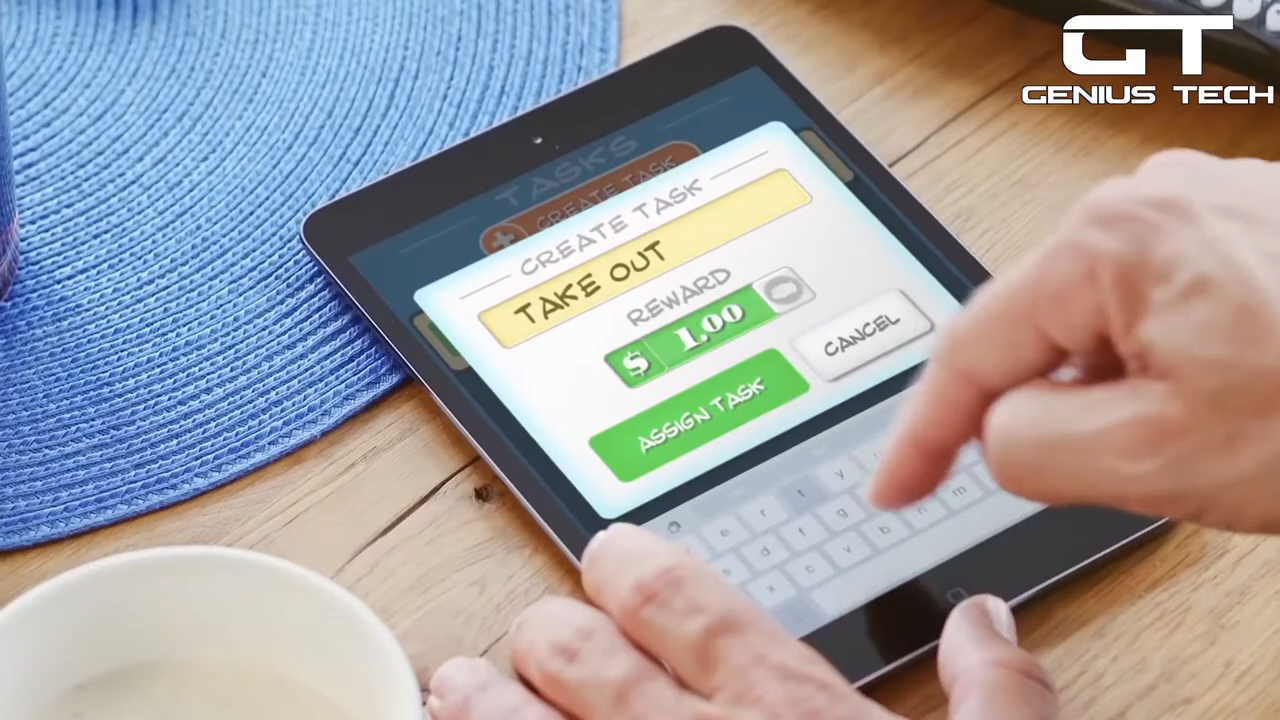 GT
GENIUS TECH
TASKS
CREATE TASK
CREATE TASK
TAKE OUT
REWARD
$ 1.00
CANCEL
ASSIGN TASK
t y
e r f g
d v b n m
x c